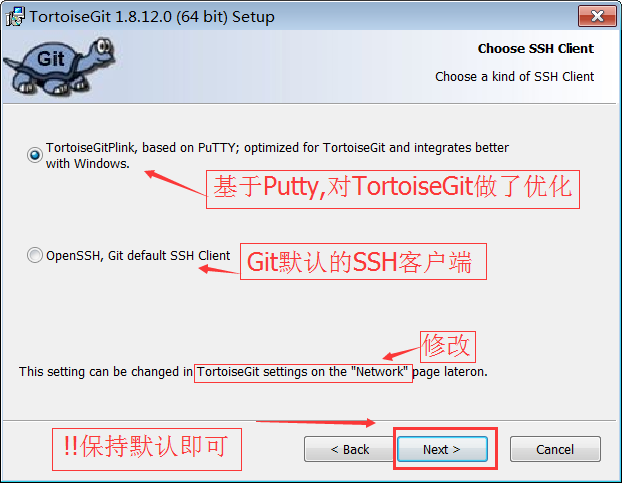 TortoiseGit 1.8.12.0 (64 bit) Setup
Git
Choose SSH Client
Choose a kind of SSH Client
TortoiseGitPlink, based on PuTTY; optimized for TortoiseGit and integrates better
with Windows.
基于Putty,对TortoiseGit做了优化
OpenSSH, Git default SSH Client
Git默认的SSH客户端
修改
This setting can be changed in TortoiseGit settings on the "Network" page lateron.
!!保持默认即可
< Back
Next >
Cancel